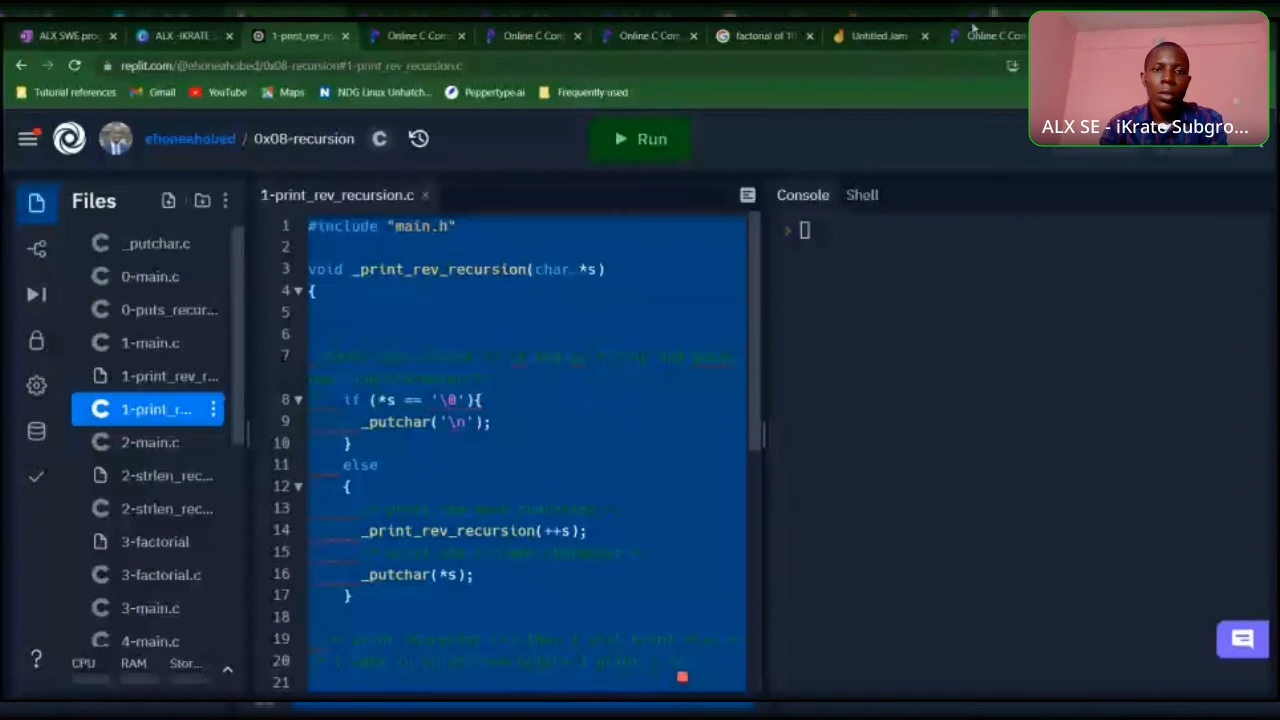 ALX SWE pro
ALX -iKRATE S
1-print_rev_re
Online C Com
Online C Com
Online C Com
factorial of 10
Untitled Jam
Online C Con
replit.com/@ehoneahobed/0x08-recursion#1-print_rev_recursion.c
Tutorial references
Gmail
YouTube
Maps
NDG Linux Unhatch...
Peppertype.ai
Frequently used
ALX SE - iKrate Subgro...
ehoneahobed / 0x08-recursion
Run
Files
_putchar.c
0-main.c
0-puts_recur...
1-main.c
1-print_rev_r...
1-print_r...
2-main.c
2-strlen_rec...
2-strlen_rec...
3-factorial
3-factorial.c
3-main.c
4-main.c
CPU RAM Stor...
1-print_rev_recursion.c
1 #include "main.h"
2
3 void _print_rev_recursion(char *s)
4 {
5
6
7
8 if (*s == '\0'){
9 _putchar('\n');
10 }
11 else
12 {
13
14 _print_rev_recursion(++s);
15
16 _putchar(*s);
17 }
18
19
20
21
Console Shell